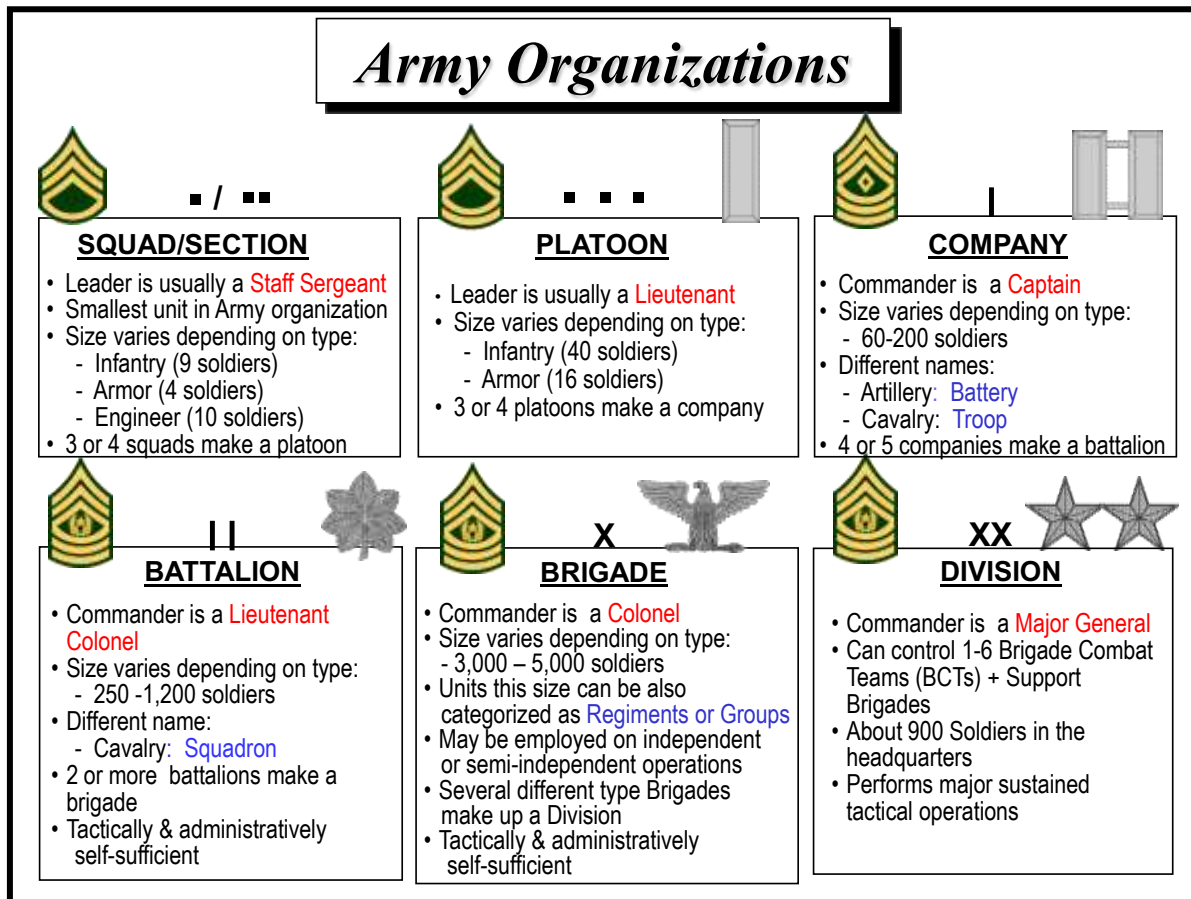 Army Organizations
▪ / ▪▪
SQUAD/SECTION
• Leader is usually a Staff Sergeant
• Smallest unit in Army organization
• Size varies depending on type:
- Infantry (9 soldiers)
- Armor (4 soldiers)
- Engineer (10 soldiers)
• 3 or 4 squads make a platoon
▪ ▪ ▪
PLATOON
• Leader is usually a Lieutenant
• Size varies depending on type:
- Infantry (40 soldiers)
- Armor (16 soldiers)
• 3 or 4 platoons make a company
I
COMPANY
• Commander is a Captain
• Size varies depending on type:
- 60-200 soldiers
• Different names:
- Artillery: Battery
- Cavalry: Troop
• 4 or 5 companies make a battalion
I I
BATTALION
• Commander is a Lieutenant
Colonel
• Size varies depending on type:
- 250 -1,200 soldiers
• Different name:
- Cavalry: Squadron
• 2 or more battalions make a
brigade
• Tactically & administratively
self-sufficient
X
BRIGADE
• Commander is a Colonel
• Size varies depending on type:
- 3,000 – 5,000 soldiers
• Units this size can be also
categorized as Regiments or Groups
• May be employed on independent
or semi-independent operations
• Several different type Brigades
make up a Division
• Tactically & administratively
self-sufficient
XX
DIVISION
• Commander is a Major General
• Can control 1-6 Brigade Combat
Teams (BCTs) + Support
Brigades
• About 900 Soldiers in the
headquarters
• Performs major sustained
tactical operations